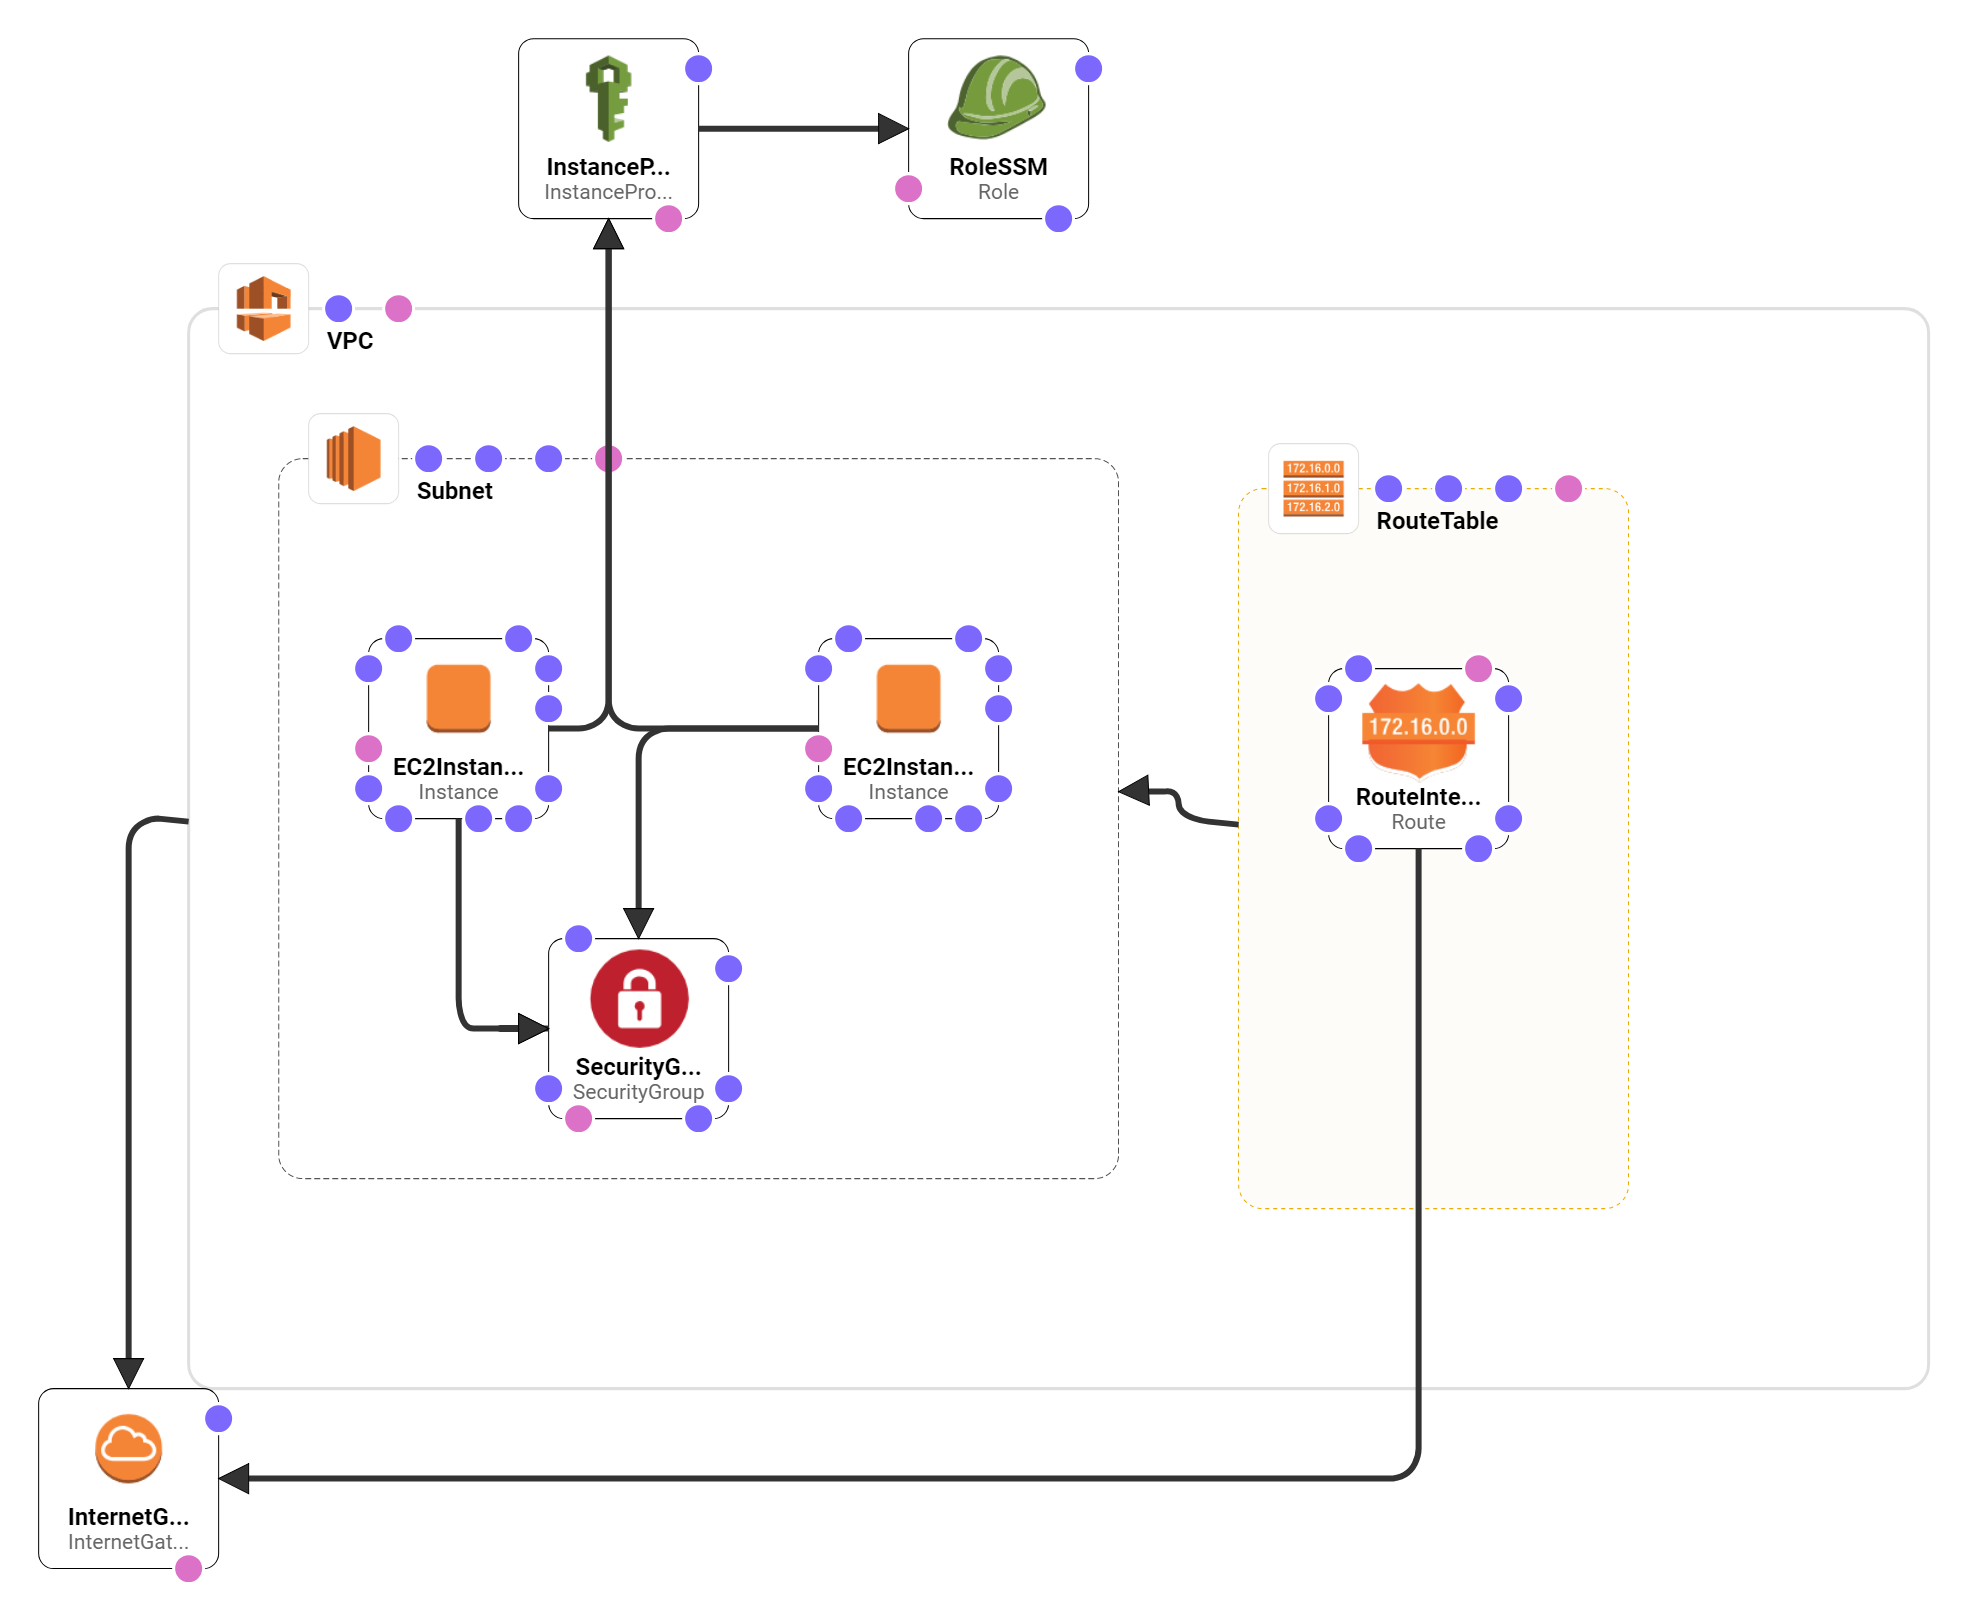 InstanceP...
InstancePro...
RoleSSM
Role
VPC
Subnet
172.16.0.0
172.16.1.0
172.16.2.0
RouteTable
EC2Instan...
Instance
EC2Instan...
Instance
172.16.0.0
RouteInte...
Route
SecurityG...
SecurityGroup
InternetG...
InternetGat...